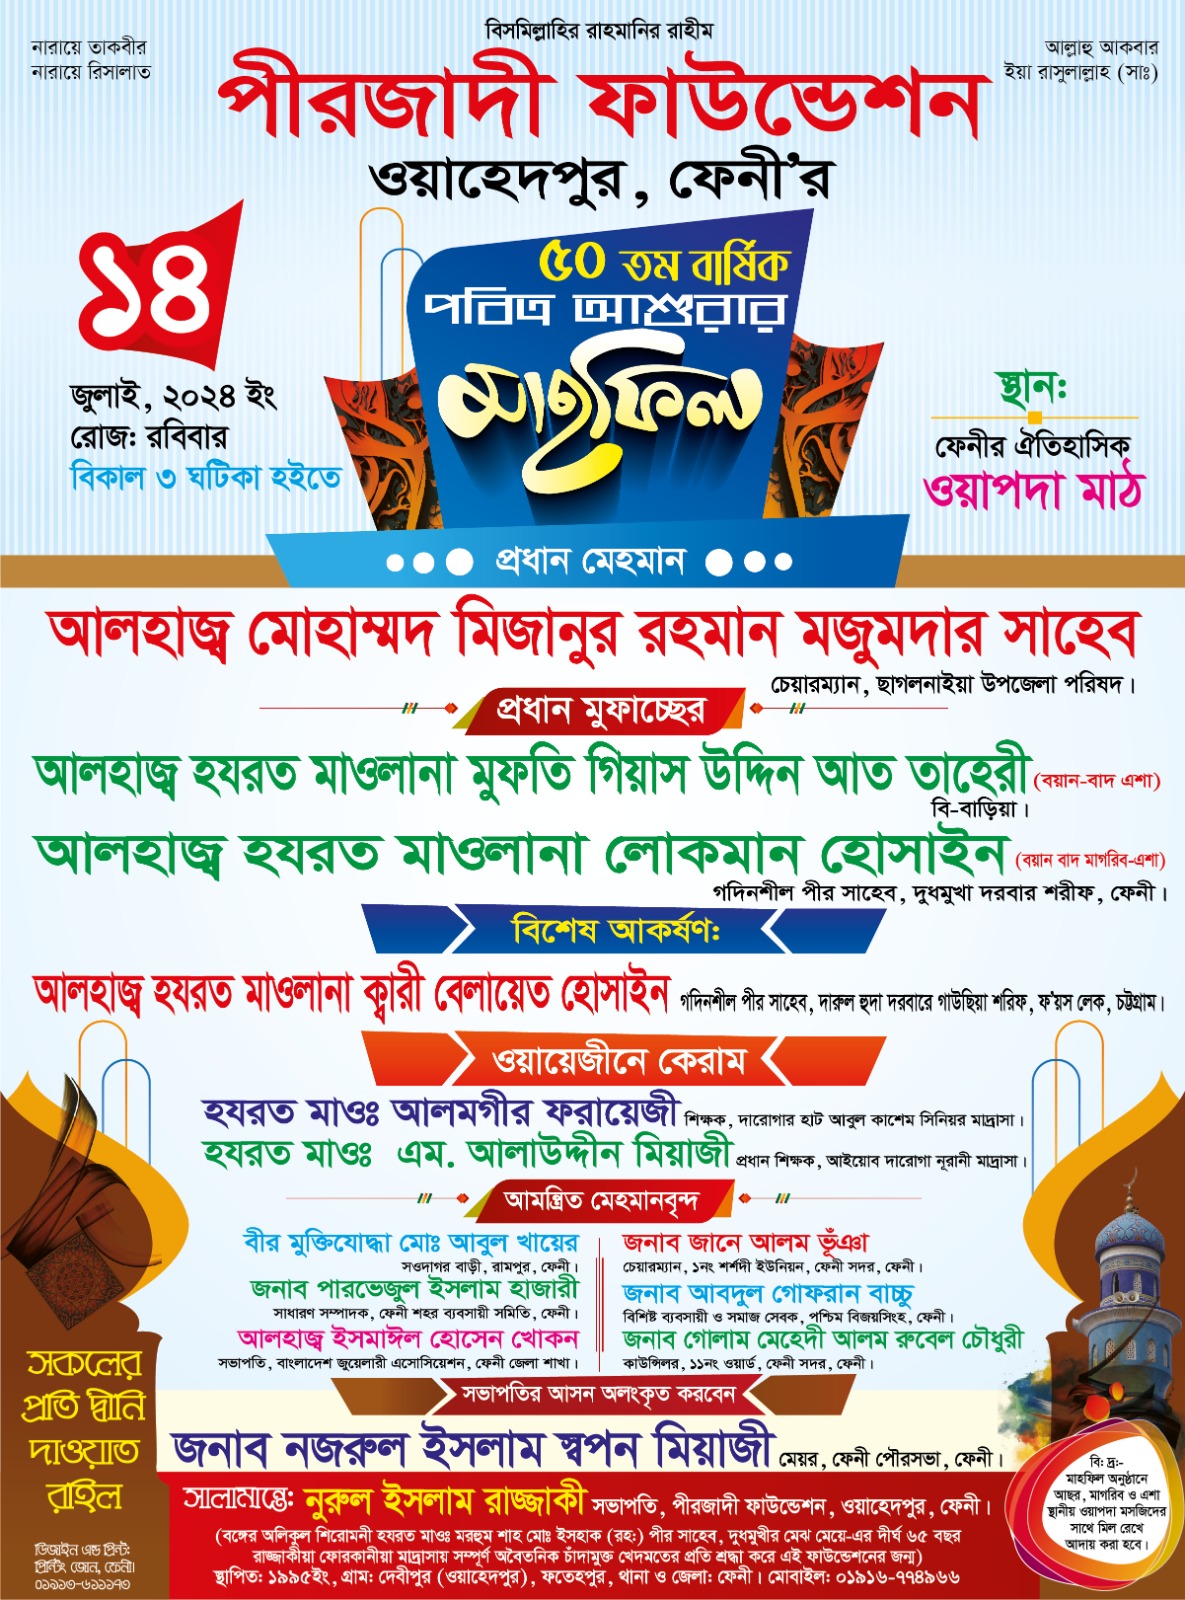 বিসমিল্লাহির রাহমানির রাহীম
নারায়ে তাকবীর
নারায়ে রিসালাত
আল্লাহু আকবার
ইয়া রাসুলাল্লাহ (সাঃ)
পীরজাদী ফাউন্ডেশন
ওয়াহেদপুর, ফেনী'র
১৪
জুলাই, ২০২৪ ইং
রোজ: রবিবার
বিকাল ৩ ঘটিকা হইতে
৫০ তম বার্ষিক
পবিত্র আশুরার
মাহফিল
স্থান:
ফেনীর ঐতিহাসিক
ওয়াপদা মাঠ
প্রধান মেহমান
আলহাজ্ব মোহাম্মদ মিজানুর রহমান মজুমদার সাহেব
চেয়ারম্যান, ছাগলনাইয়া উপজেলা পরিষদ।
প্রধান মুফাচ্ছের
আলহাজ্ব হযরত মাওলানা মুফতি গিয়াস উদ্দিন আত তাহেরী (বয়ান-বাদ এশা)
বি-বাড়িয়া।
আলহাজ্ব হযরত মাওলানা লোকমান হোসাইন (বয়ান বাদ মাগরিব-এশা)
গদিনশীল পীর সাহেব, দুধমুখা দরবার শরীফ, ফেনী।
বিশেষ আকর্ষণ:
আলহাজ্ব হযরত মাওলানা ক্বারী বেলায়েত হোসাইন গদিনশীল পীর সাহেব, দারুল হুদা দরবারে গাউছিয়া শরিফ, ফ'য়স লেক, চট্টগ্রাম।
ওয়ায়েজীনে কেরাম
হযরত মাওঃ আলমগীর ফরায়েজী শিক্ষক, দারোগার হাট আবুল কাশেম সিনিয়র মাদ্রাসা।
হযরত মাওঃ এম. আলাউদ্দীন মিয়াজী প্রধান শিক্ষক, আইয়োব দারোগা নূরানী মাদ্রাসা।
আমন্ত্রিত মেহমানবৃন্দ
বীর মুক্তিযোদ্ধা মোঃ আবুল খায়ের
সওদাগর বাড়ী, রামপুর, ফেনী।
জনাব পারভেজুল ইসলাম হাজারী
সাধারণ সম্পাদক, ফেনী শহর ব্যবসায়ী সমিতি, ফেনী।
আলহাজ্ব ইসমাঈল হোসেন খোকন
সভাপতি, বাংলাদেশ জুয়েলারী এসোসিয়েশন, ফেনী জেলা শাখা।
জনাব জানে আলম ভূঁঞা
চেয়ারম্যান, ১নং শর্শদী ইউনিয়ন, ফেনী সদর, ফেনী।
জনাব আবদুল গোফরান বাচ্চু
বিশিষ্ট ব্যবসায়ী ও সমাজ সেবক, পশ্চিম বিজয়সিংহ, ফেনী।
জনাব গোলাম মেহেদী আলম রুবেল চৌধুরী
কাউন্সিলর, ১১নং ওয়ার্ড, ফেনী সদর, ফেনী।
সভাপতির আসন অলংকৃত করবেন
জনাব নজরুল ইসলাম স্বপন মিয়াজী মেয়র, ফেনী পৌরসভা, ফেনী।
সালামান্তে: নুরুল ইসলাম রাজ্জাকী সভাপতি, পীরজাদী ফাউন্ডেশন, ওয়াহেদপুর, ফেনী।
(বঙ্গের অলিকুল শিরোমনী হযরত মাওঃ মরহুম শাহ মোঃ ইসহাক (রহ:) পীর সাহেব, দুধমুখীর মেঝ মেয়ে-এর দীর্ঘ ৬৫ বছর
রাজ্জাকীয়া ফোরকানীয়া মাদ্রাসায় সম্পূর্ণ অবৈতনিক চাঁদামুক্ত খেদমতের প্রতি শ্রদ্ধা করে এই ফাউন্ডেশনের জন্ম)
স্থাপিত: ১৯৯৫ইং, গ্রাম: দেবীপুর (ওয়াহেদপুর), ফতেহপুর, থানা ও জেলা: ফেনী। মোবাইল: ০১৯১৬-৭৭৪৯৬৬
সকলের
প্রতি দ্বীনি
দাওয়াত
রহিল
ডিজাইন এন্ড প্রিন্ট:
প্রিন্টিং জোন, ফেনী।
০১৯১৩-৬১১১৭৩
বি: দ্র:-
মাহফিল অনুষ্ঠানে
আছর, মাগরিব ও এশা
স্থানীয় ওয়াপদা মসজিদের
সাথে মিল রেখে
আদায় করা হবে।